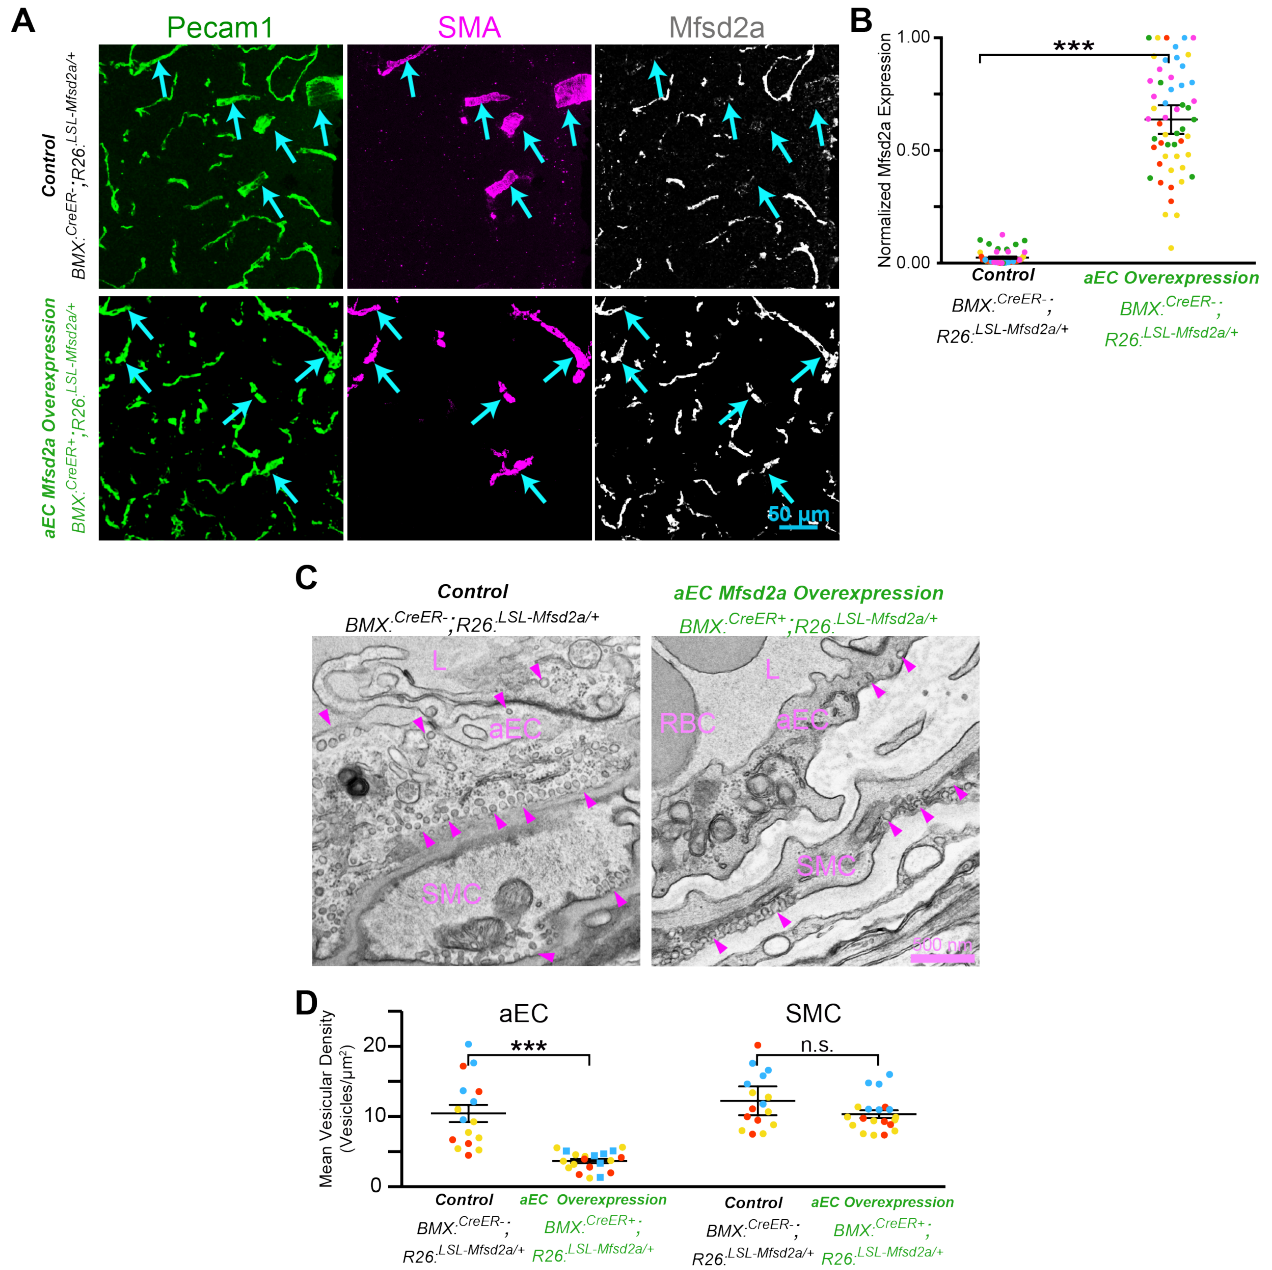 A
Pecam1
SMA
Mfsd2a
Control
BMX:CreER-;R26:LSL-Mfsd2a/+
aEC Mfsd2a Overexpression
BMX:CreER+;R26:LSL-Mfsd2a/+
50 µm
B
Normalized Mfsd2a Expression
1.00
0.50
0.00
***
Control
BMX:CreER-;
R26:LSL-Mfsd2a/+
aEC Overexpression
BMX:CreER-;
R26:LSL-Mfsd2a/+
C
Control
BMX:CreER-;R26:LSL-Mfsd2a/+
aEC Mfsd2a Overexpression
BMX:CreER+;R26:LSL-Mfsd2a/+
L
aEC
SMC
L
RBC
aEC
SMC
500 nm
D
Mean Vesicular Density
(Vesicles/µm²)
20
10
0
aEC
***
SMC
n.s.
Control
BMX:CreER-;
R26:LSL-Mfsd2a/+
aEC Overexpression
BMX:CreER+;
R26:LSL-Mfsd2a/+
Control
BMX:CreER-;
R26:LSL-Mfsd2a/+
aEC Overexpression
BMX:CreER+;
R26:LSL-Mfsd2a/+